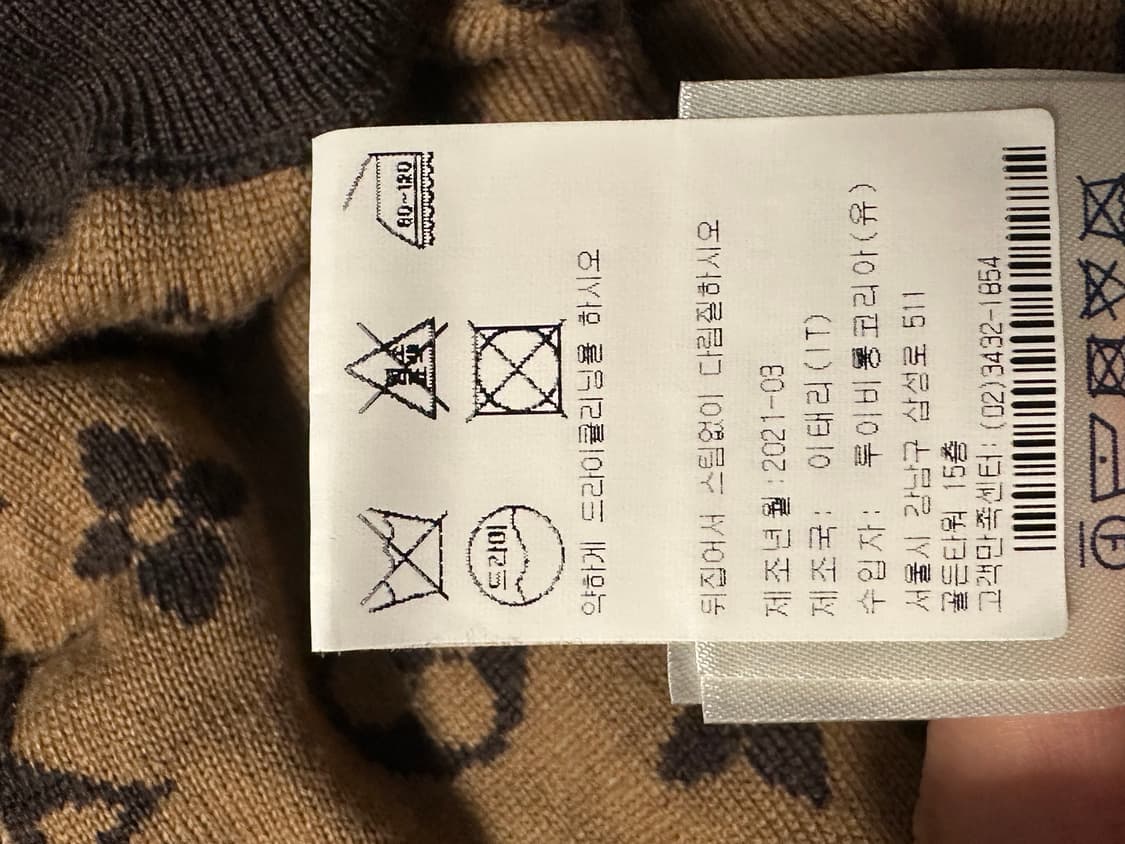 80~120
드라이
약하게 드라이클리닝을 하시오
뒤집어서 스팀없이 다림질하시오
제조년월:2021-03
제조국: 이태리(IT)
수입자: 루이비통코리아(유)
서울시 강남구 삼성로 511
골든타워 15층
고객만족센터:(02)3432-1854